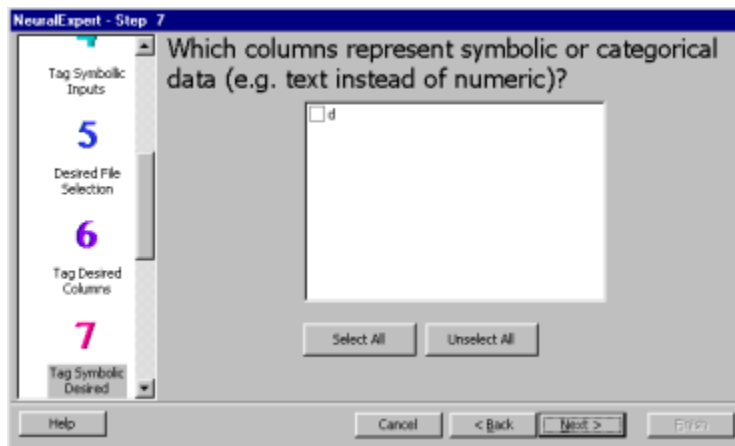 NeuralExpert - Step 7
Tag Symbolic
Inputs
5
Desired File
Selection
6
Tag Desired
Columns
7
Tag Symbolic
Desired
Which columns represent symbolic or categorical
data (e.g. text instead of numeric)?
d
Select All
Unselect All
Help
Cancel
< Back
Next >
Finish